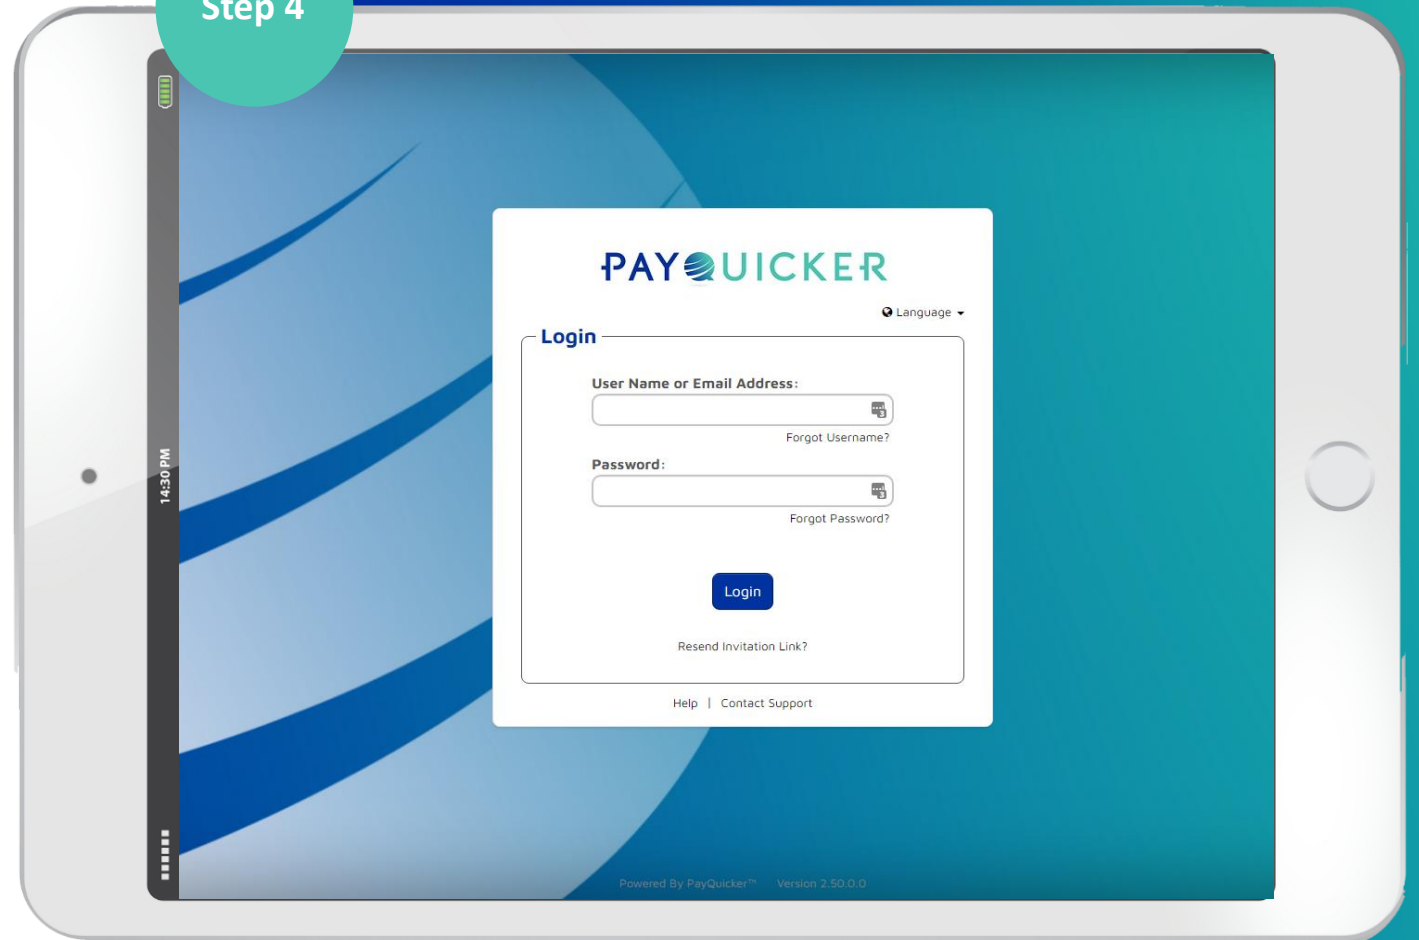 Step 4
14:30 PM
PAYQUICKER
Language
Login
User Name or Email Address:
Forgot Username?
Password:
Forgot Password?
Login
Resend Invitation Link?
Help | Contact Support
Powered By PayQuicker™ Version 2.50.0.0